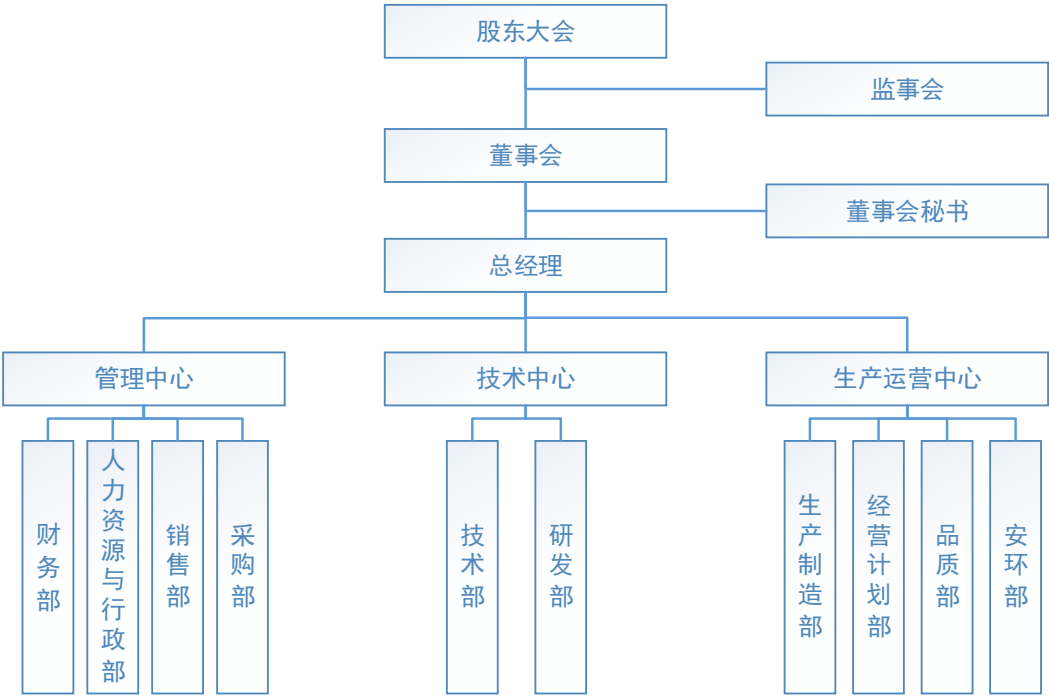 股东大会
监事会
董事会
董事会秘书
总经理
管理中心
技术中心
生产运营中心
财务部
人力资源与行政部
销售部
采购部
技术部
研发部
生产制造部
经营计划部
品质部
安环部